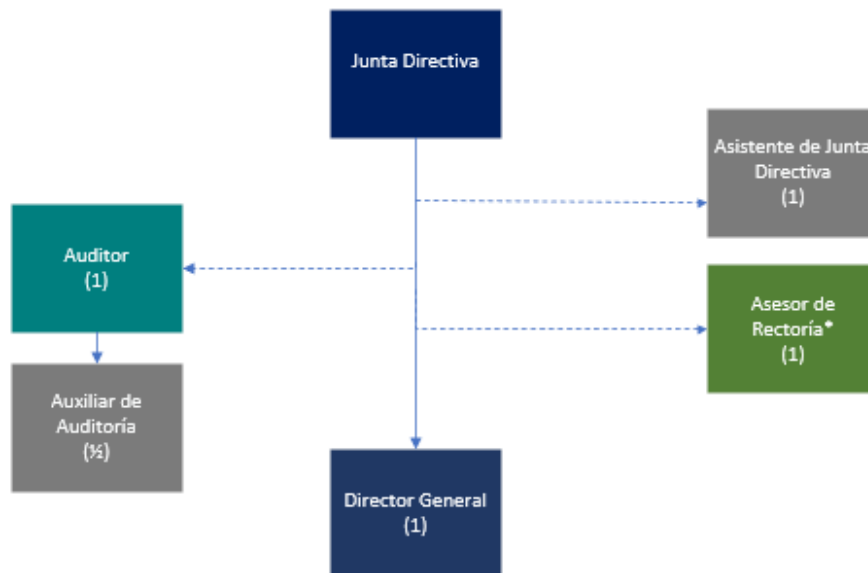 Junta Directiva
Asistente de Junta
Directiva
(1)
Auditor
(1)
Asesor de
Rectoría*
(1)
Auxiliar de
Auditoría
(½)
Director General
(1)